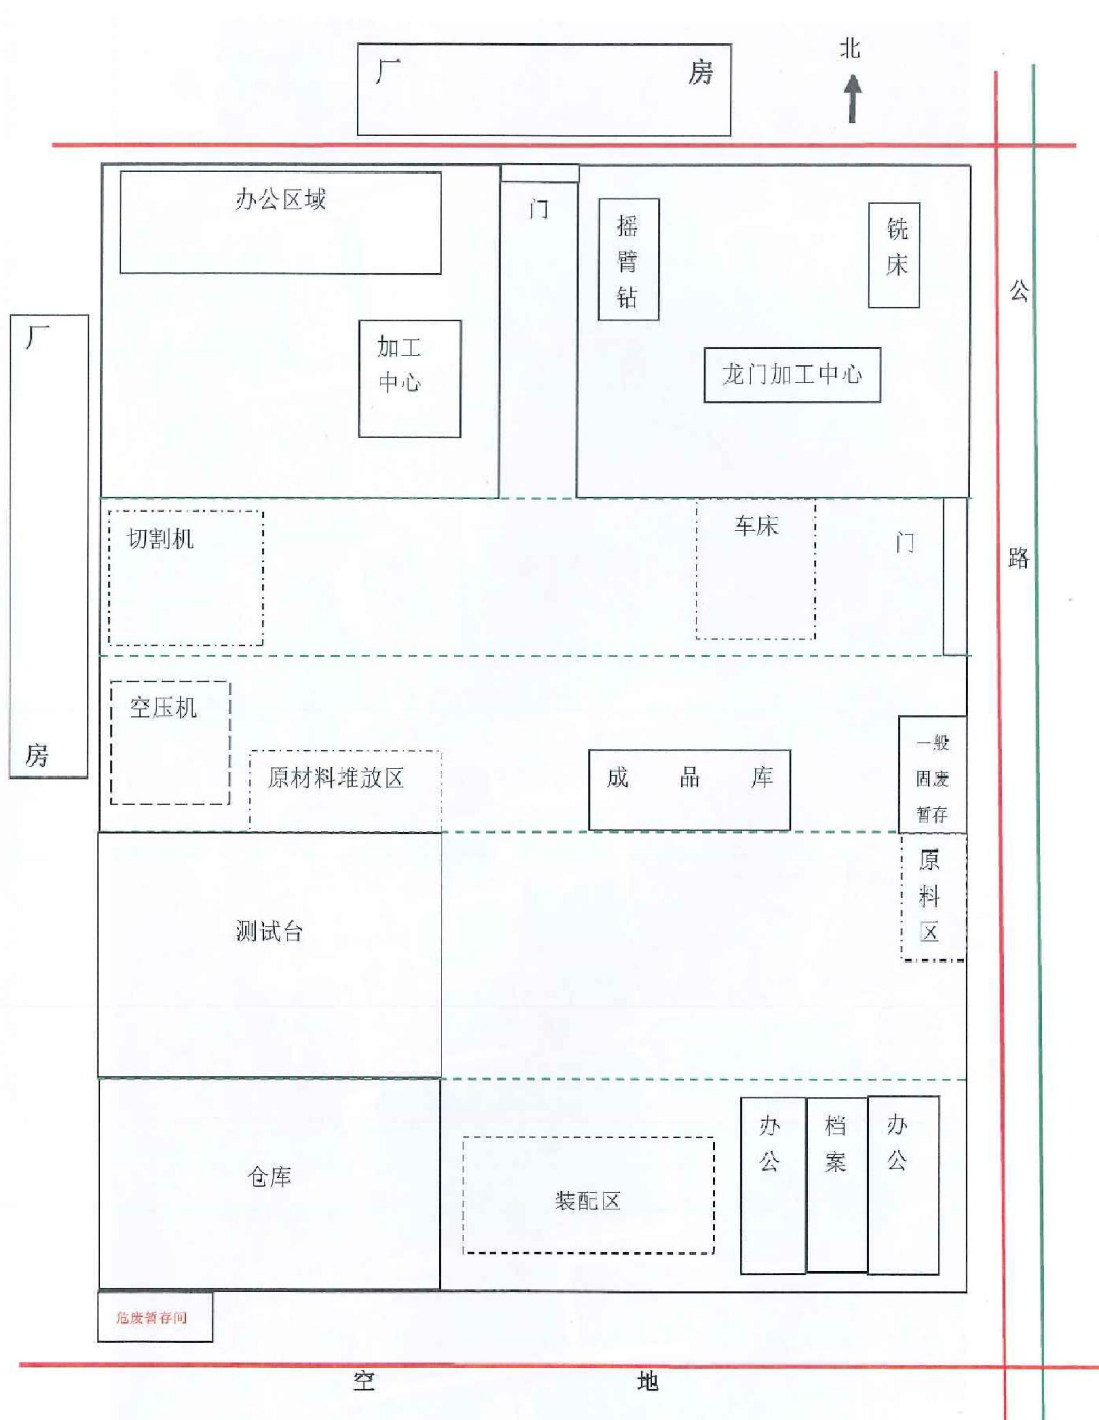 北
厂 房
办公区域
门
摇臂钻
铣床
公路
厂房
加工
中心
龙门加工中心
切割机
车床
门
空压机
原材料堆放区
成 品 库
一般
固废
暂存
原料区
测试台
仓库
装配区
办公
档案
办公
危废暂存间
空 地